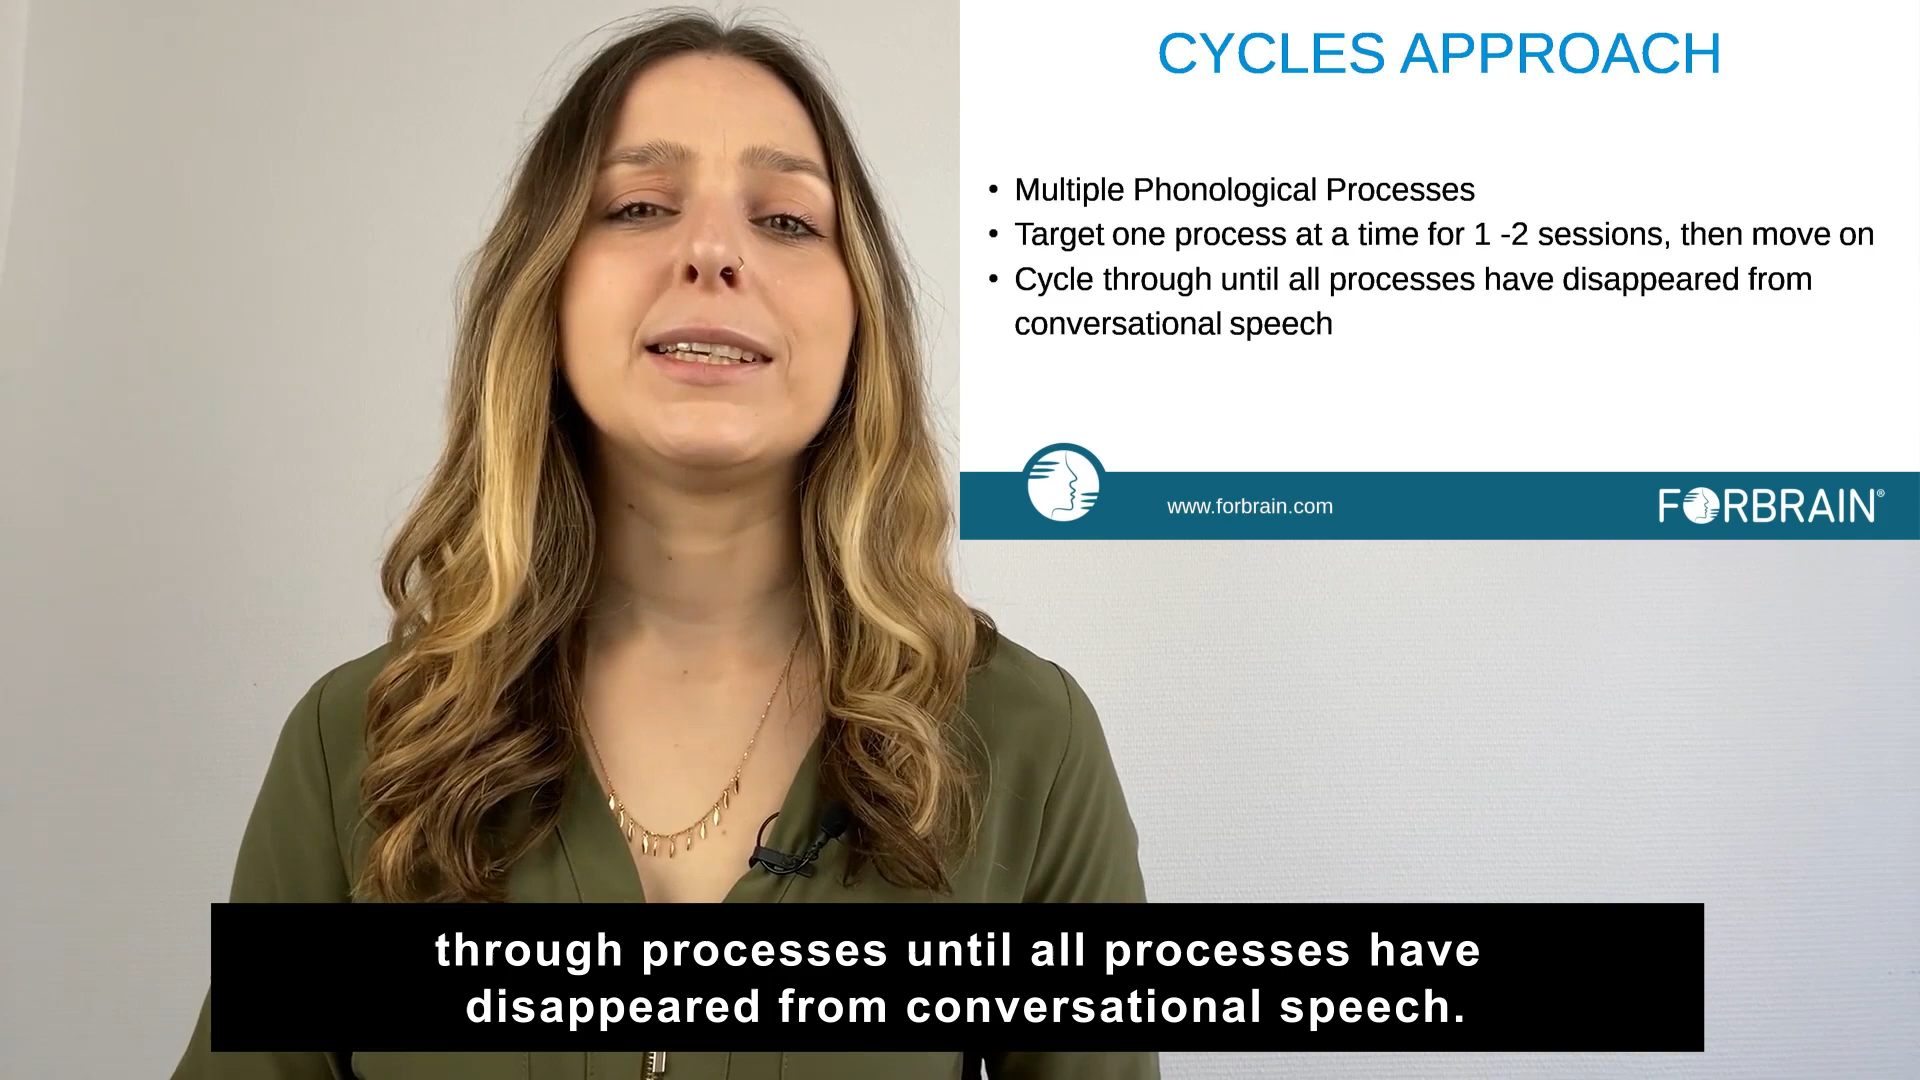 CYCLES APPROACH
• Multiple Phonological Processes
• Target one process at a time for 1 -2 sessions, then move on
• Cycle through until all processes have disappeared from
conversational speech
www.forbrain.com
FORBRAIN®
through processes until all processes have
disappeared from conversational speech.